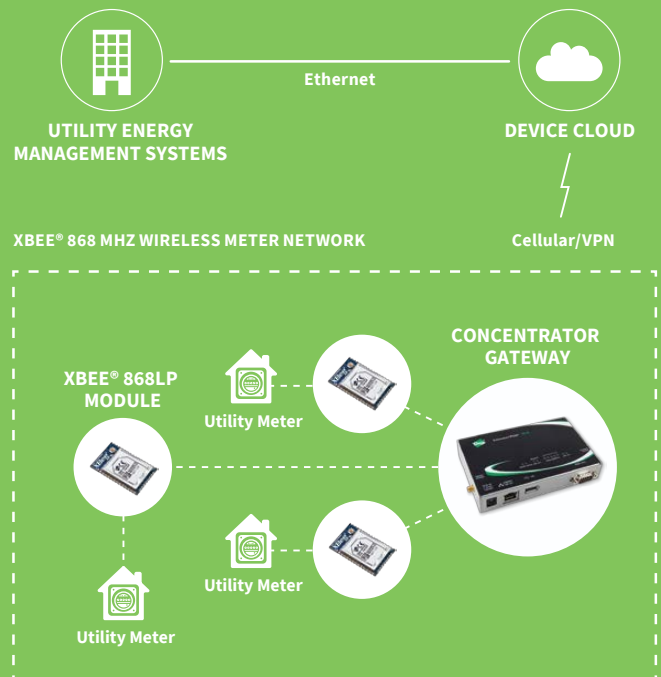 Ethernet
UTILITY ENERGY
MANAGEMENT SYSTEMS
DEVICE CLOUD
XBEE® 868 MHZ WIRELESS METER NETWORK
Cellular/VPN
CONCENTRATOR
GATEWAY
XBEE® 868LP
MODULE
Utility Meter
Utility Meter
Utility Meter